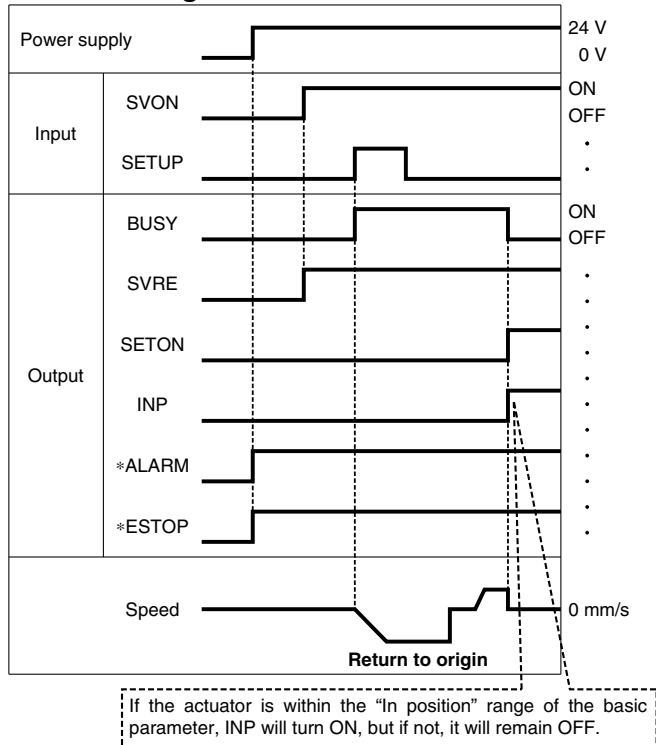 Power supply
24 V
0 V
Input
SVON
ON
OFF
SETUP
Output
BUSY
ON
OFF
SVRE
SETON
INP
*ALARM
*ESTOP
Speed
0 mm/s
Return to origin
If the actuator is within the “In position” range of the basic
parameter, INP will turn ON, but if not, it will remain OFF.